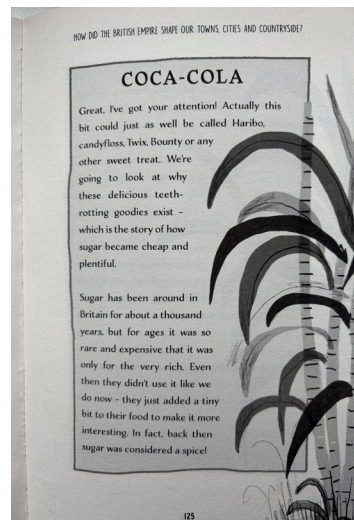 HOW DID THE BRITISH EMPIRE SHAPE OUR TOWNS, CITIES AND COUNTRYSIDE?
COCA-COLA
Great, I've got your attention! Actually this
bit could just as well be called Haribo,
candyfloss, Twix, Bounty or any
other sweet treat. We're
going to look at why
these delicious teeth-
rotting goodies exist –
which is the story of how
sugar became cheap and
plentiful.
Sugar has been around in
Britain for about a thousand
years, but for ages it was so
rare and expensive that it was
only for the very rich. Even
then they didn't use it like we
do now – they just added a tiny
bit to their food to make it more
interesting. In fact, back then
sugar was considered a spice!
125